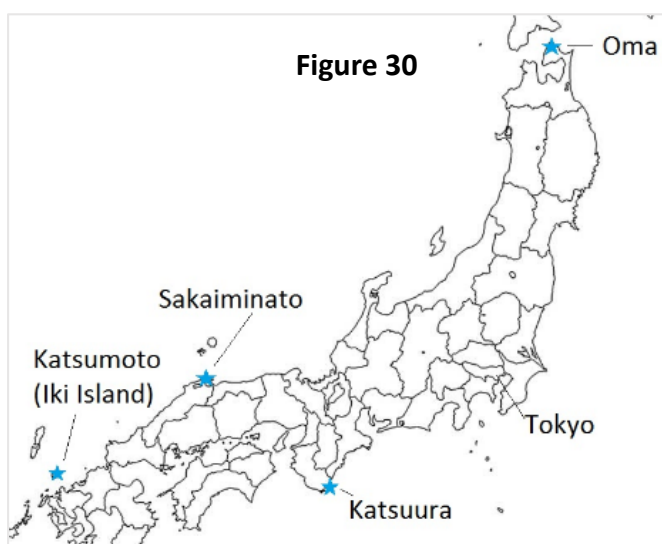 Figure 30
Oma
Sakaiminato
Katsumoto
(Iki Island)
Tokyo
Katsuura